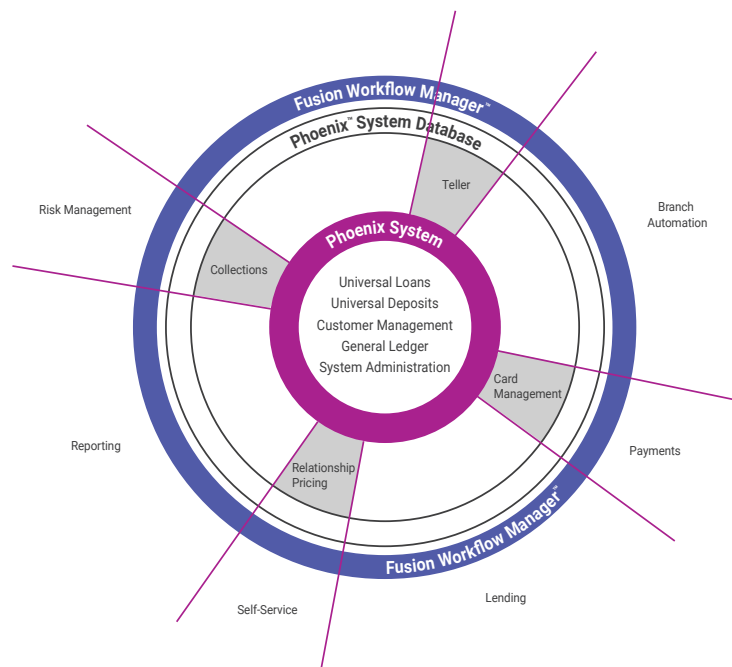 Fusion Workflow Manager™
Phoenix™ System Database
Teller
Risk Management
Branch
Automation
Collections
Phoenix System
Universal Loans
Universal Deposits
Customer Management
General Ledger
System Administration
Card
Management
Reporting
Payments
Relationship
Pricing
Fusion Workflow Manager™
Self-Service
Lending